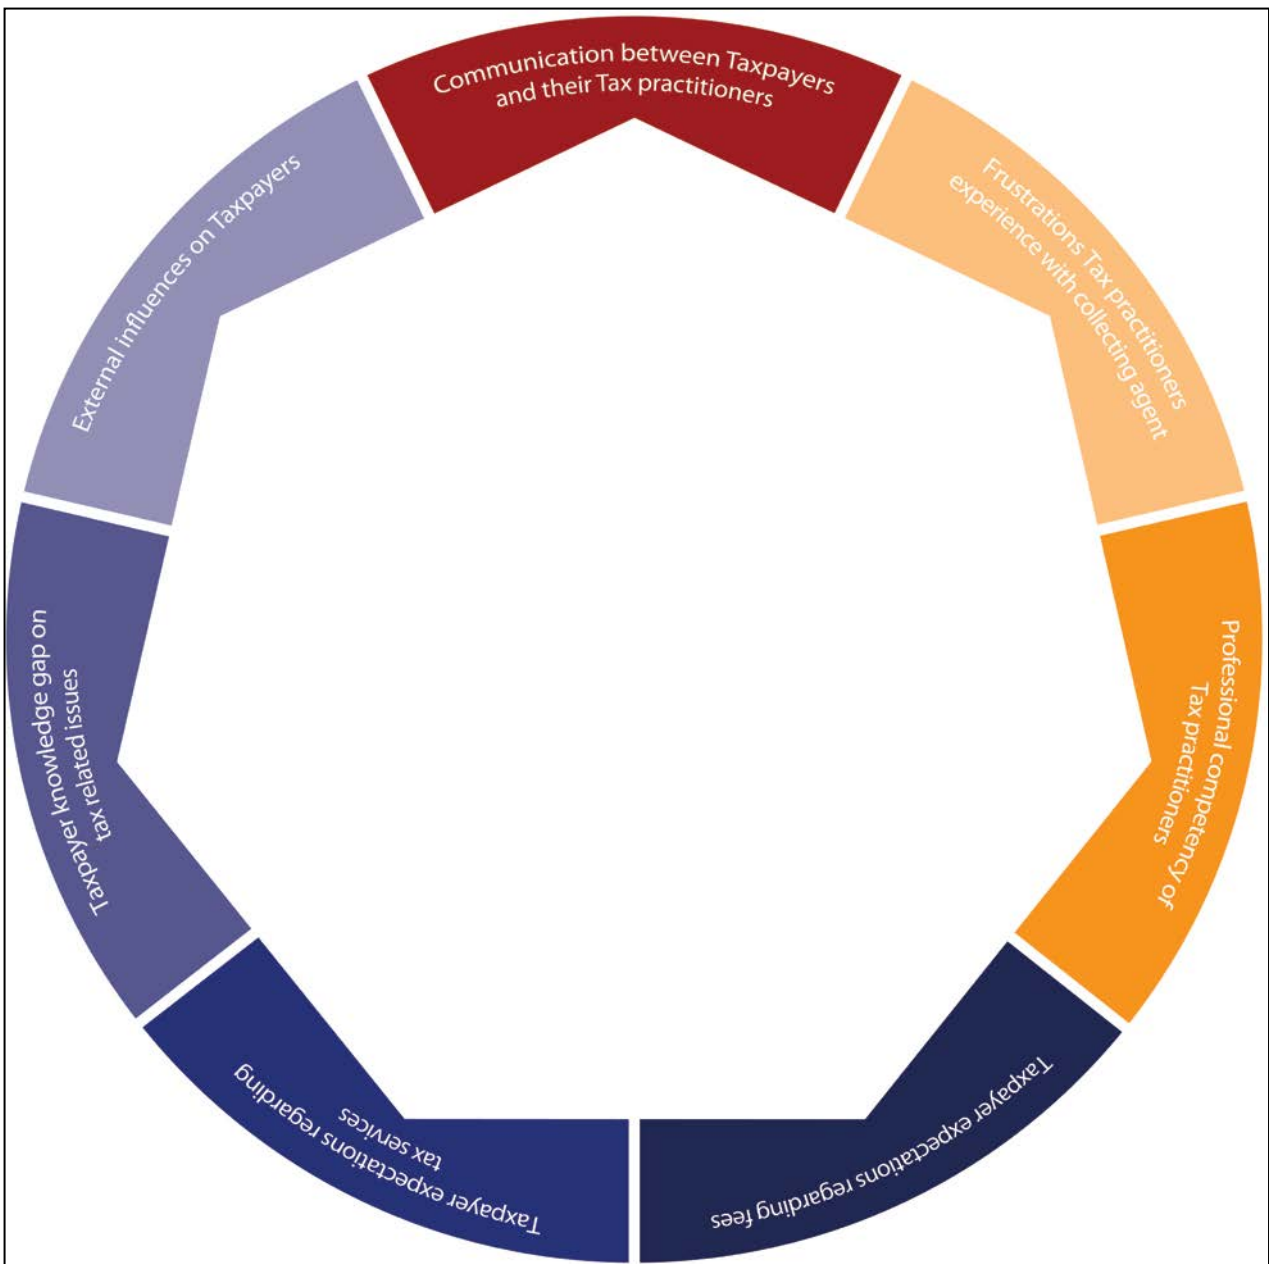 Communication between Taxpayers
and their Tax practitioners
Frustrations Tax practitioners
experience with collecting agent
Professional competency of
Tax practitioners
Taxpayer expectations regarding fees
Taxpayer expectations regarding
tax services
Taxpayer knowledge gap on
tax related issues
External influences on Taxpayers